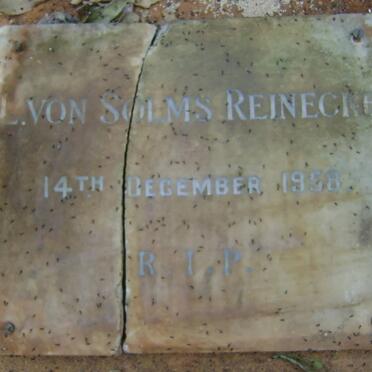 L. VON SOLMS REINECKE
14TH DECEMBER 1958.
R. I. P.